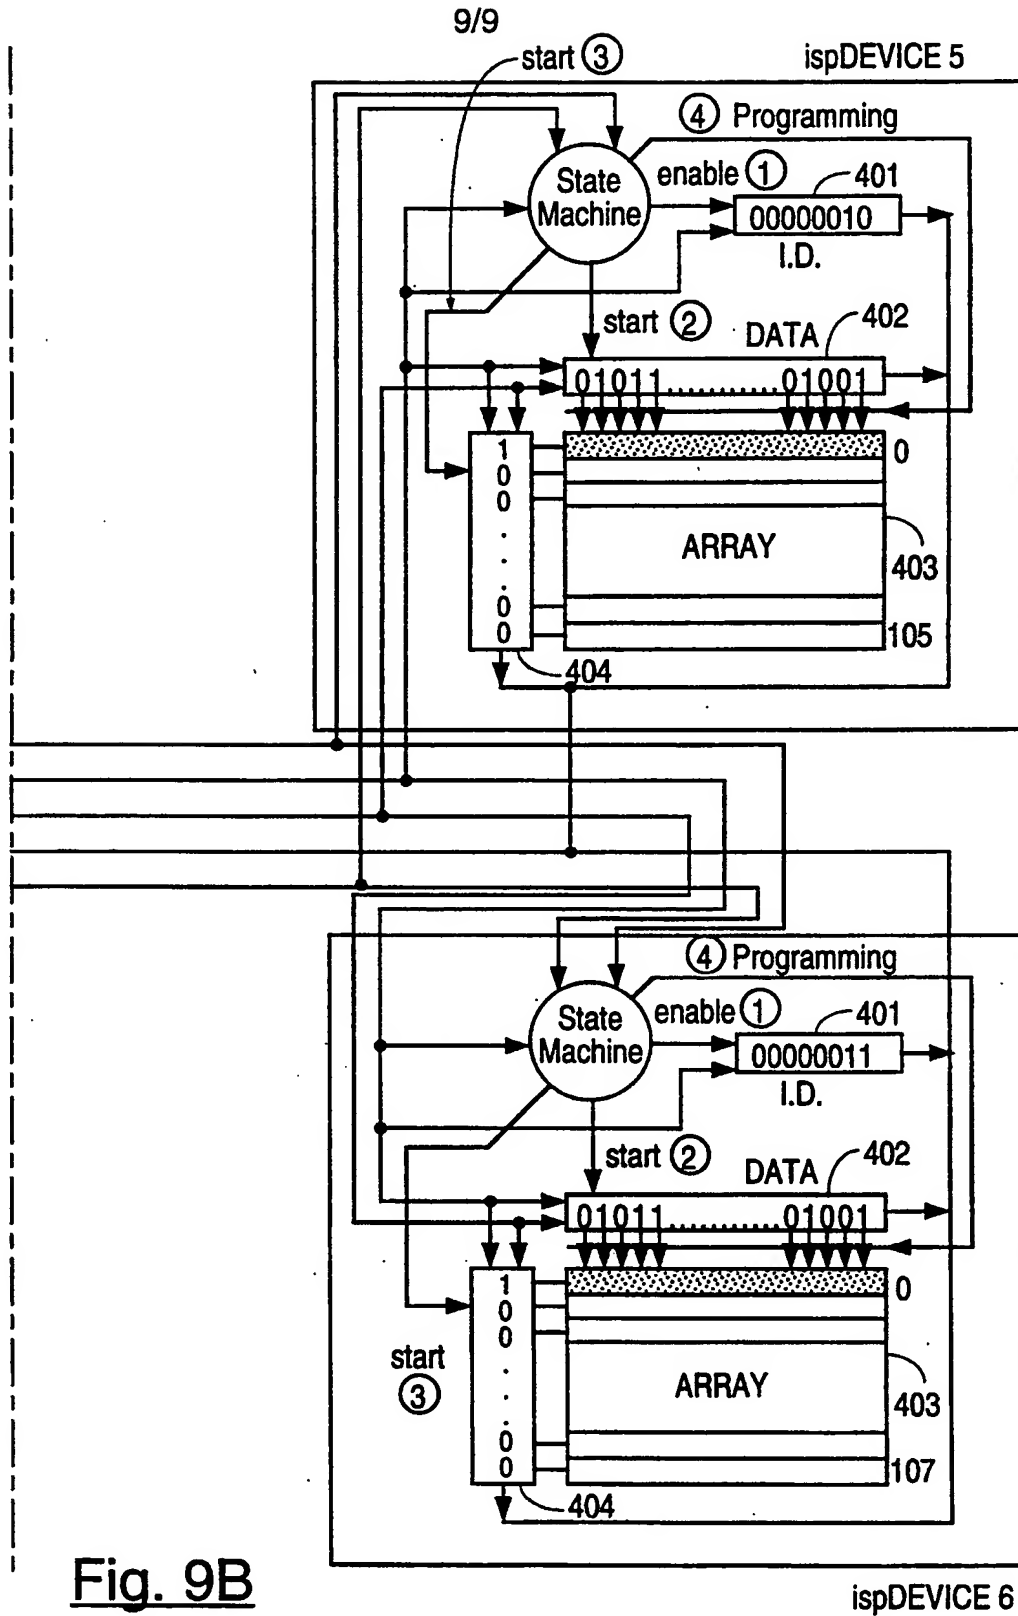 9/9
start ③
ispDEVICE 5
④ Programming
State
Machine
enable ①
401
00000010
I.D.
start ②
DATA
402
01011.............01001
1
0
0
.
.
.
0
0
0
ARRAY
403
105
404
④ Programming
State
Machine
enable ①
401
00000011
I.D.
start ②
DATA
402
01011.............01001
1
0
0
.
.
.
0
0
0
start
③
ARRAY
403
107
404
Fig. 9B
ispDEVICE 6